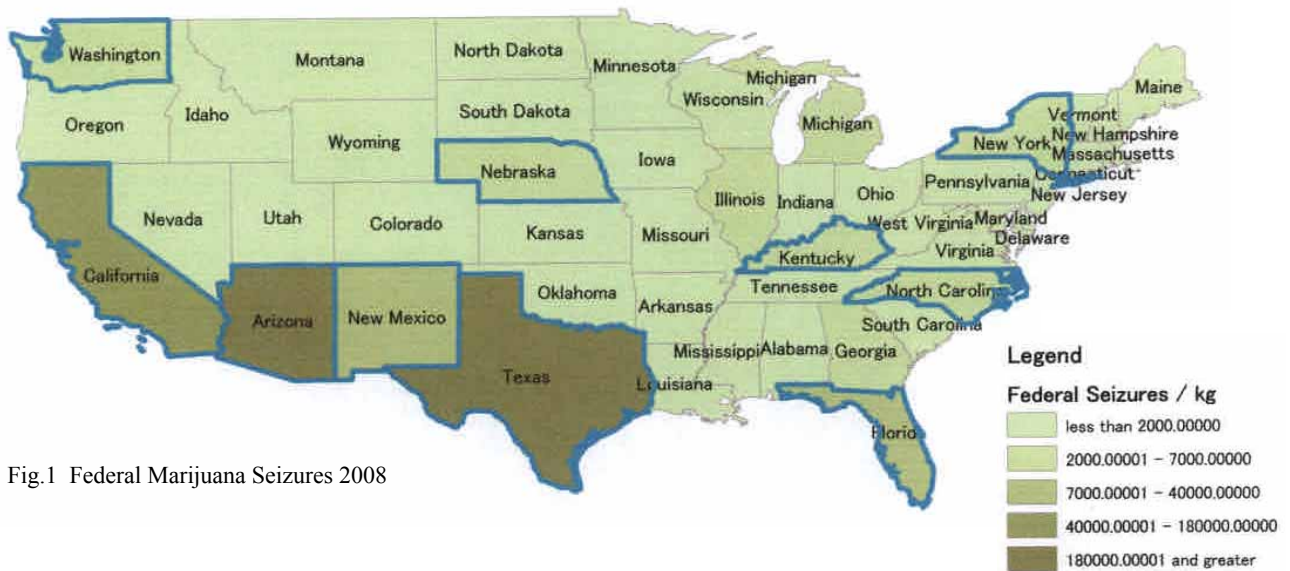 Washington
Montana
North Dakota
Minnesota
Michigan
Maine
Oregon
Idaho
South Dakota
Wisconsin
Michigan
Vermont
New Hampshire
New York
Massachusetts
Connecticut
Wyoming
Iowa
Nebraska
Pennsylvania
New Jersey
Nevada
Utah
Colorado
Illinois
Indiana
Ohio
West Virginia
Maryland
Delaware
Kansas
Missouri
Virginia
Kentucky
California
Arizona
New Mexico
Oklahoma
Arkansas
Tennessee
North Carolina
South Carolina
Mississippi
Alabama
Georgia
Texas
Louisiana
Florid
Legend
Federal Seizures / kg
less than 2000.00000
2000.00001 - 7000.00000
7000.00001 - 40000.00000
40000.00001 - 180000.00000
180000.00001 and greater
Fig.1 Federal Marijuana Seizures 2008